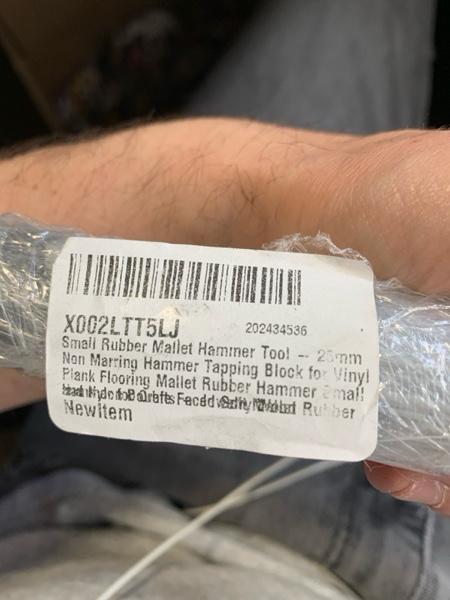 X002LTT5LJ 202434536
Small Rubber Mallet Hammer Tool -- 25mm
Non Marring Hammer Tapping Block for Vinyl
Plank Flooring Mallet Rubber Hammer Small
Rubber
NewItem